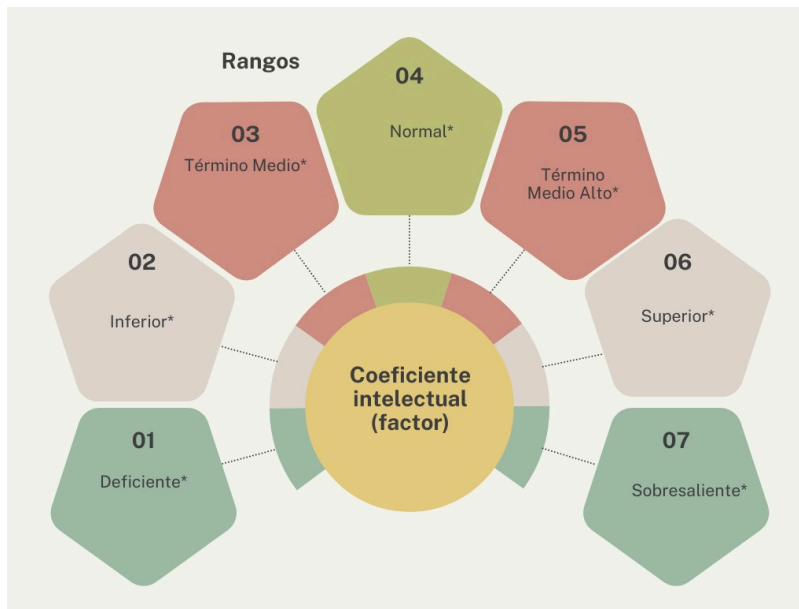 Rangos
01
Deficiente*
02
Inferior*
03
Término Medio*
04
Normal*
05
Término
Medio Alto*
06
Superior*
07
Sobresaliente*
Coeficiente
intelectual
(factor)